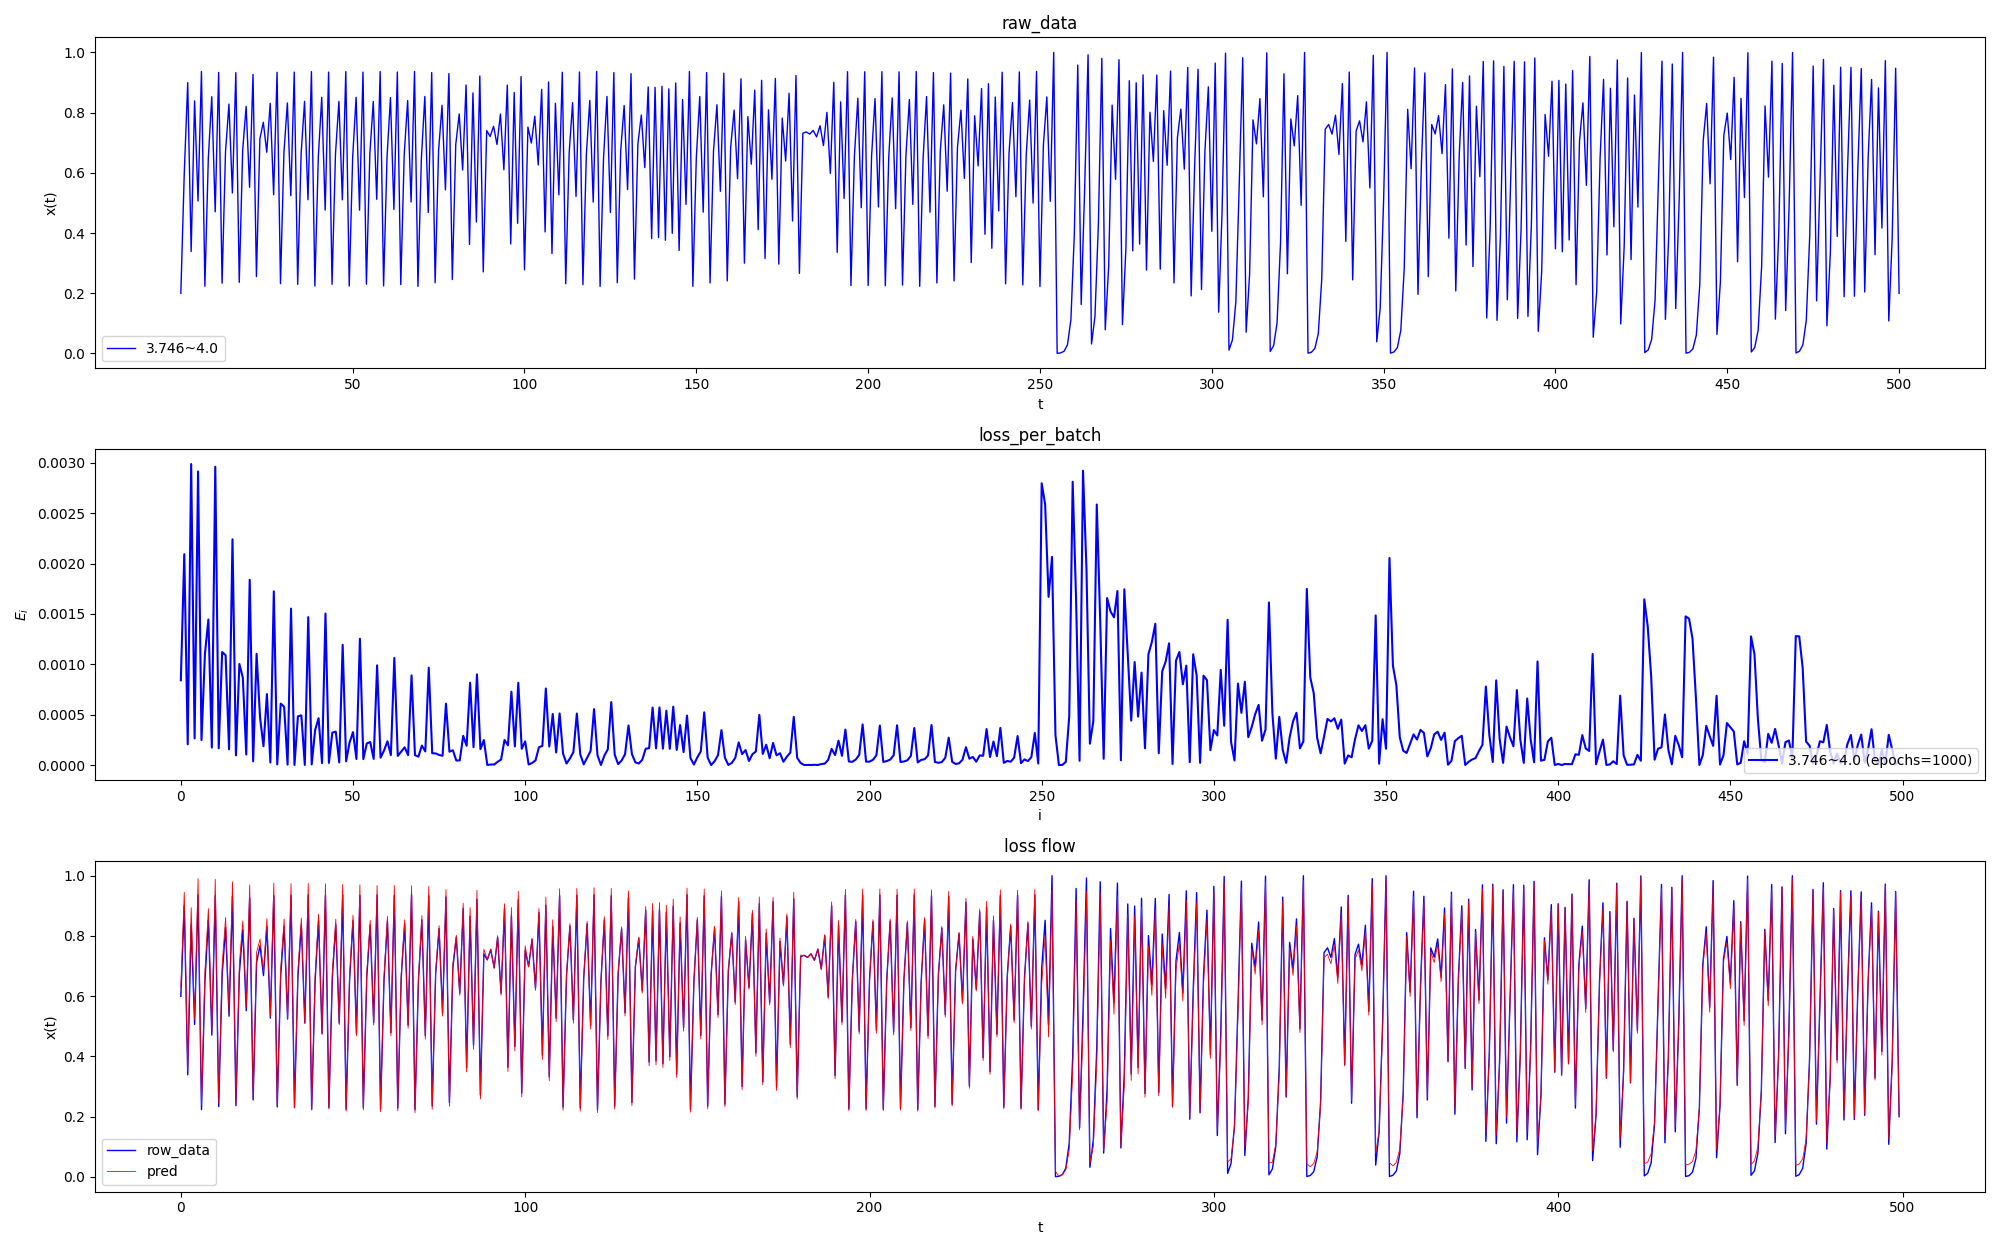 raw_data
1.0
0.8
0.6
0.4
0.2
0.0
x(t)
3.746~4.0
50 100 150 200 250 300 350 400 450 500
t
loss_per_batch
0.0030
0.0025
0.0020
0.0015
0.0010
0.0005
0.0000
E_i
3.746~4.0 (epochs=1000)
0 50 100 150 200 250 300 350 400 450 500
i
loss flow
1.0
0.8
0.6
0.4
0.2
0.0
x(t)
row_data
pred
0 100 200 300 400 500
t